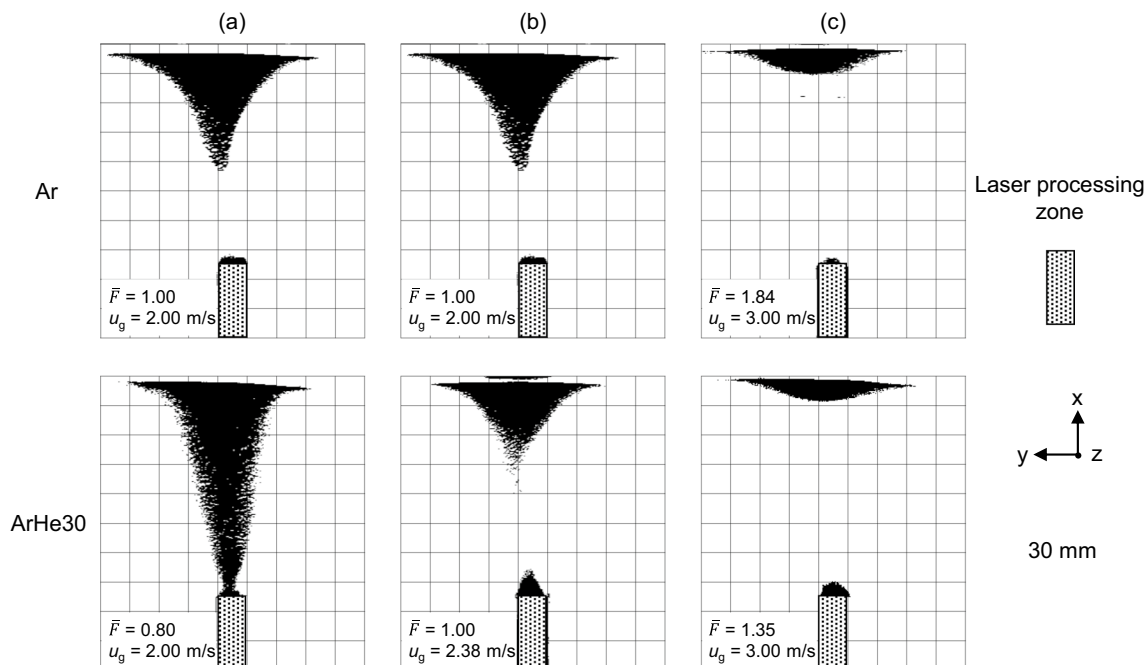 (a)
(b)
(c)
Ar
F̅ = 1.00
u_g = 2.00 m/s
F̅ = 1.00
u_g = 2.00 m/s
F̅ = 1.84
u_g = 3.00 m/s
Laser processing
zone
ArHe30
F̅ = 0.80
u_g = 2.00 m/s
F̅ = 1.00
u_g = 2.38 m/s
F̅ = 1.35
u_g = 3.00 m/s
x
y
z
30 mm